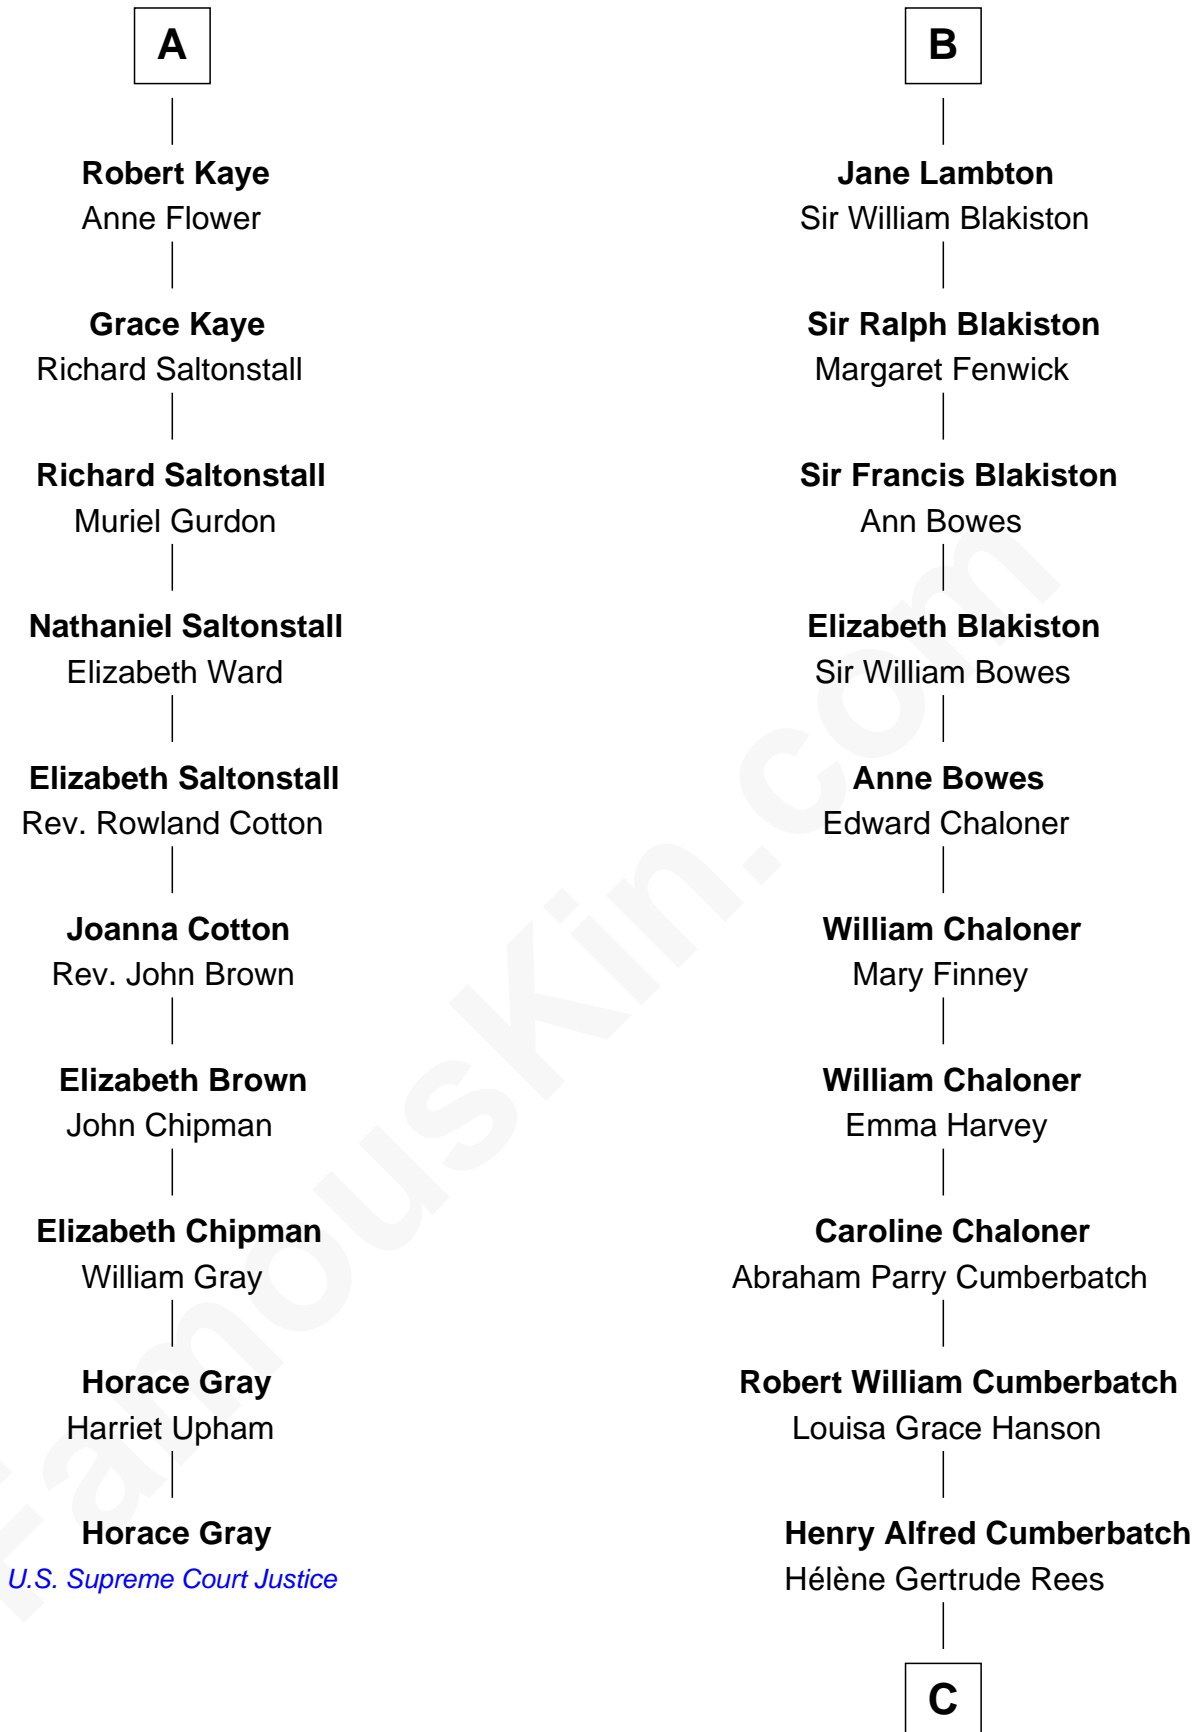 A
Robert Kaye
Anne Flower
Grace Kaye
Richard Saltonstall
Richard Saltonstall
Muriel Gurdon
Nathaniel Saltonstall
Elizabeth Ward
Elizabeth Saltonstall
Rev. Rowland Cotton
Joanna Cotton
Rev. John Brown
Elizabeth Brown
John Chipman
Elizabeth Chipman
William Gray
Horace Gray
Harriet Upham
Horace Gray
U.S. Supreme Court Justice
B
Jane Lambton
Sir William Blakiston
Sir Ralph Blakiston
Margaret Fenwick
Sir Francis Blakiston
Ann Bowes
Elizabeth Blakiston
Sir William Bowes
Anne Bowes
Edward Chaloner
William Chaloner
Mary Finney
William Chaloner
Emma Harvey
Caroline Chaloner
Abraham Parry Cumberbatch
Robert William Cumberbatch
Louisa Grace Hanson
Henry Alfred Cumberbatch
Hélène Gertrude Rees
C
FamousKin.com